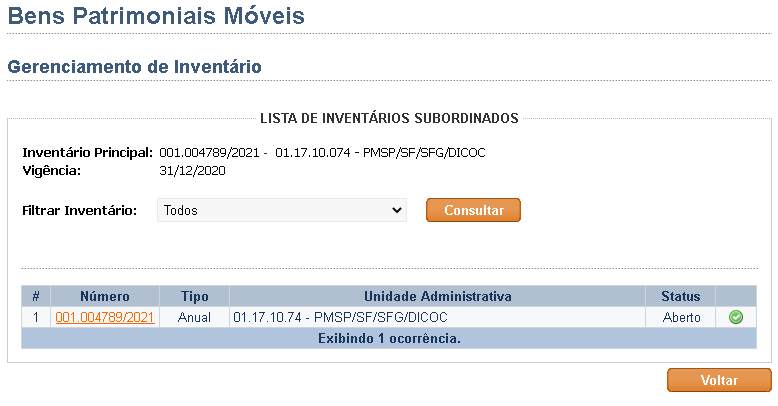 Bens Patrimoniais Móveis
Gerenciamento de Inventário
LISTA DE INVENTÁRIOS SUBORDINADOS
Inventário Principal: 001.004789/2021 - 01.17.10.074 - PMSP/SF/SFG/DICOC
Vigência: 31/12/2020
Filtrar Inventário: Todos Consultar
# Número Tipo Unidade Administrativa Status
1 001.004789/2021 Anual 01.17.10.74 - PMSP/SF/SFG/DICOC Aberto
Exibindo 1 ocorrência.
Voltar